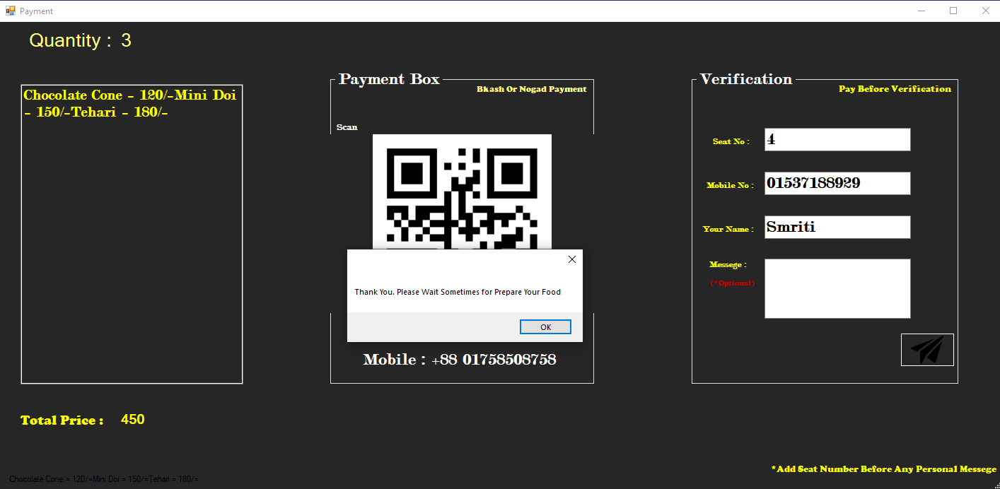 Payment
Quantity : 3
Chocolate Cone - 120/-Mini Doi
- 150/-Tehari - 180/-
Payment Box
Bkash Or Nogad Payment
Scan
Thank You. Please Wait Sometimes for Prepare Your Food
OK
Mobile : +88 01758508758
Verification
Pay Before Verification
Seat No :
4
Mobile No :
01537188929
Your Name :
Smriti
Messege :
(*Optional)
Total Price : 450
*Add Seat Number Before Any Personal Messege
Chocolate Cone = 120/=Mini Doi = 150/=Tehari = 180/=